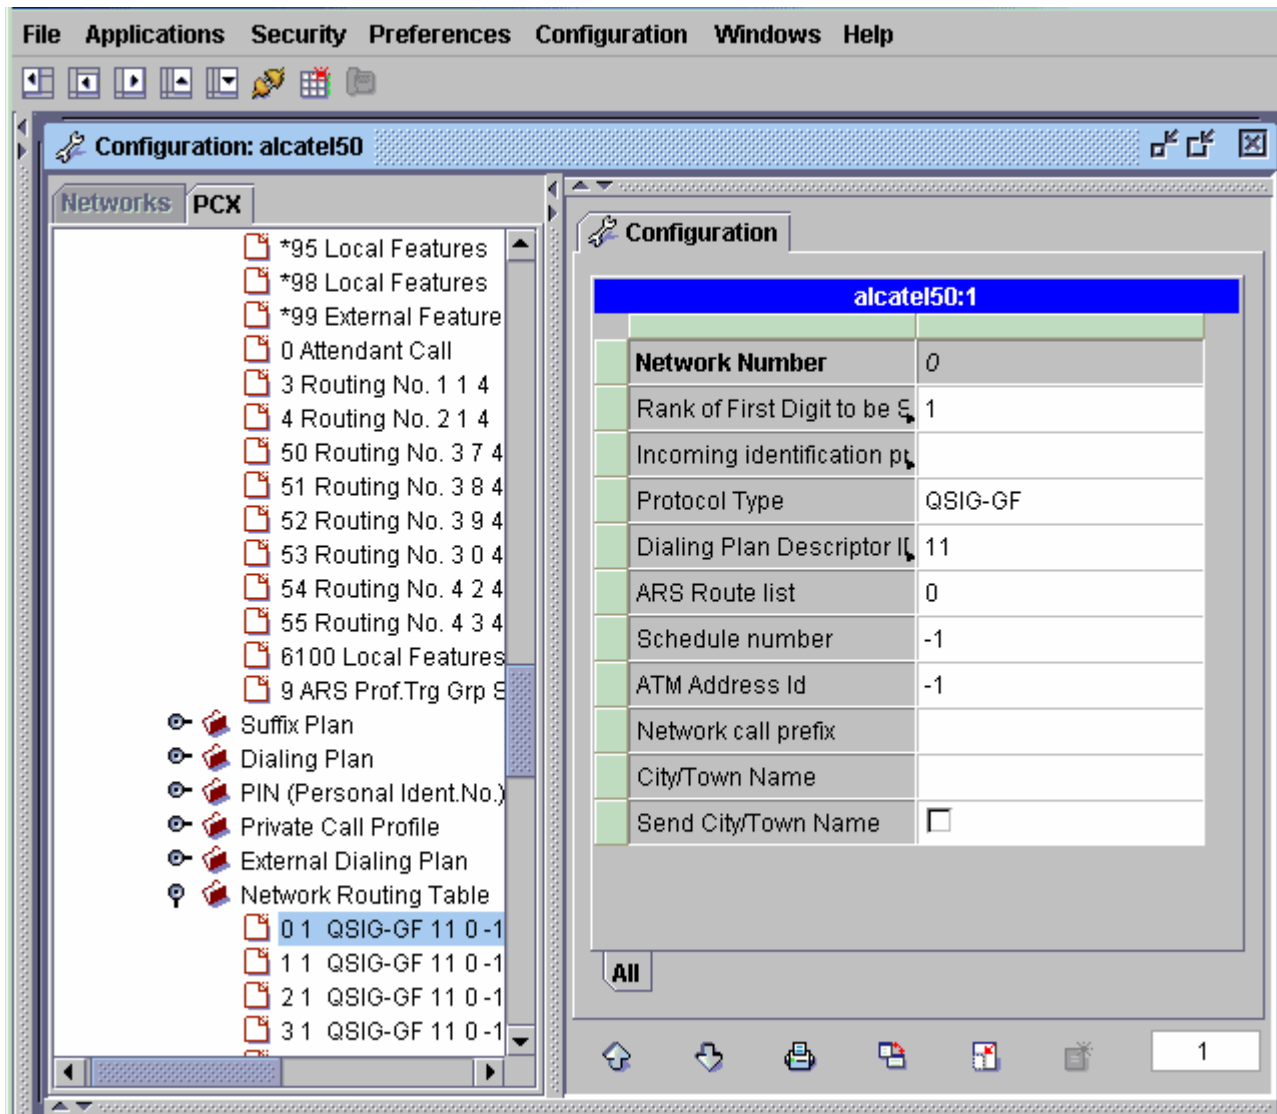 File Applications Security Preferences Configuration Windows Help
Configuration: alcatel50
Networks PCX
*95 Local Features
*98 Local Features
*99 External Feature
0 Attendant Call
3 Routing No. 1 1 4
4 Routing No. 2 1 4
50 Routing No. 3 7 4
51 Routing No. 3 8 4
52 Routing No. 3 9 4
53 Routing No. 3 0 4
54 Routing No. 4 2 4
55 Routing No. 4 3 4
6100 Local Features
9 ARS Prof.Trg Grp S
Suffix Plan
Dialing Plan
PIN (Personal Ident.No.)
Private Call Profile
External Dialing Plan
Network Routing Table
0 1 QSIG-GF 11 0 -1
1 1 QSIG-GF 11 0 -1
2 1 QSIG-GF 11 0 -1
3 1 QSIG-GF 11 0 -1
Configuration
alcatel50:1
Network Number 0
Rank of First Digit to be S 1
Incoming identification pr
Protocol Type QSIG-GF
Dialing Plan Descriptor ID 11
ARS Route list 0
Schedule number -1
ATM Address Id -1
Network call prefix
City/Town Name
Send City/Town Name
All
1